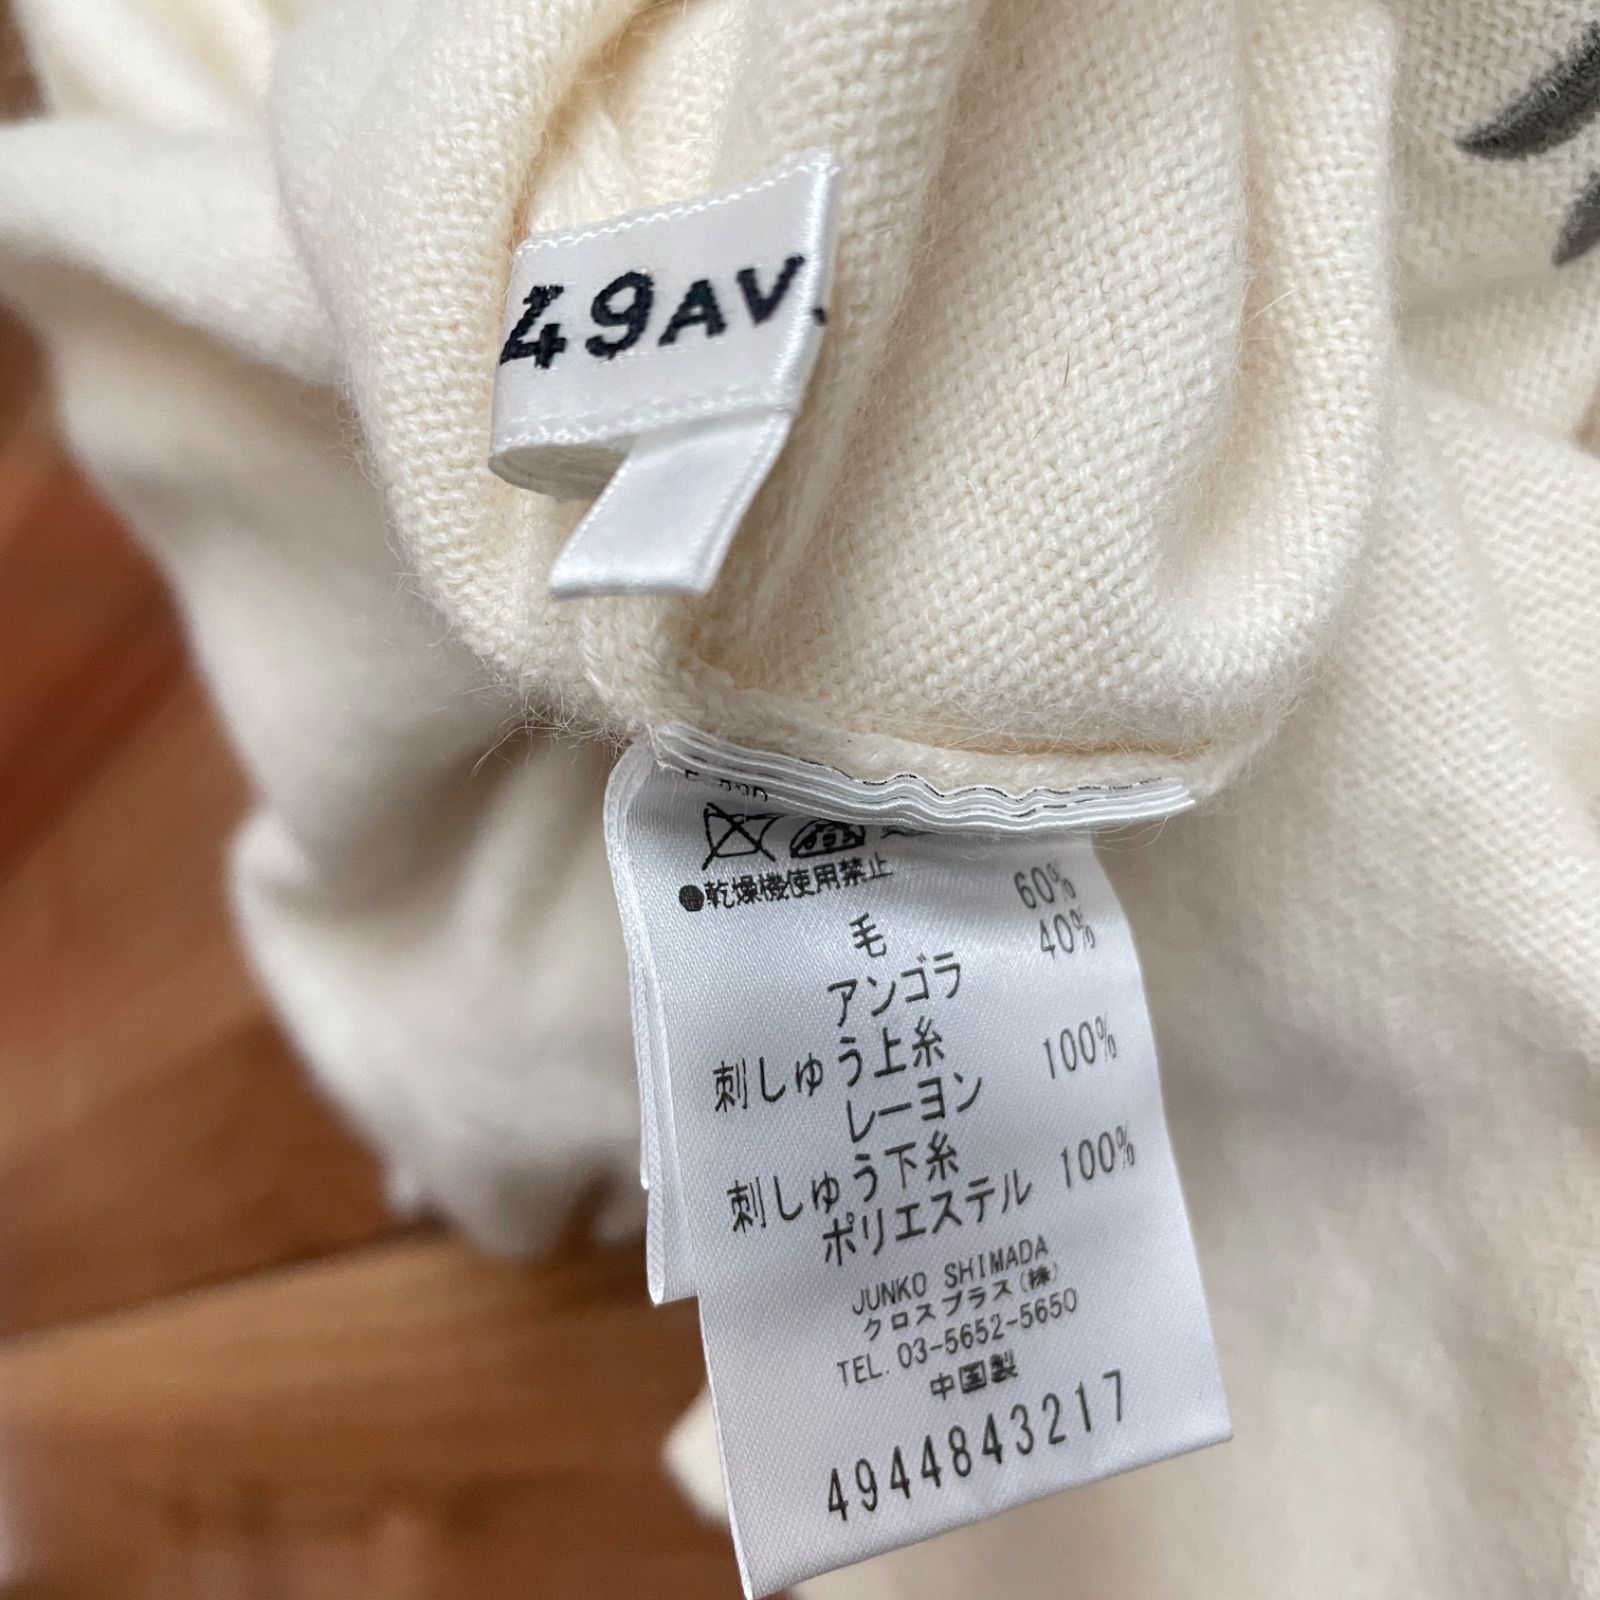 49AV.
●乾燥機使用禁止
毛 60%
アンゴラ 40%
刺しゅう上糸
レーヨン 100%
刺しゅう下糸
ポリエステル 100%
JUNKO SHIMADA
クロスプラス(株)
TEL. 03-5652-5650
中国製
4944843217